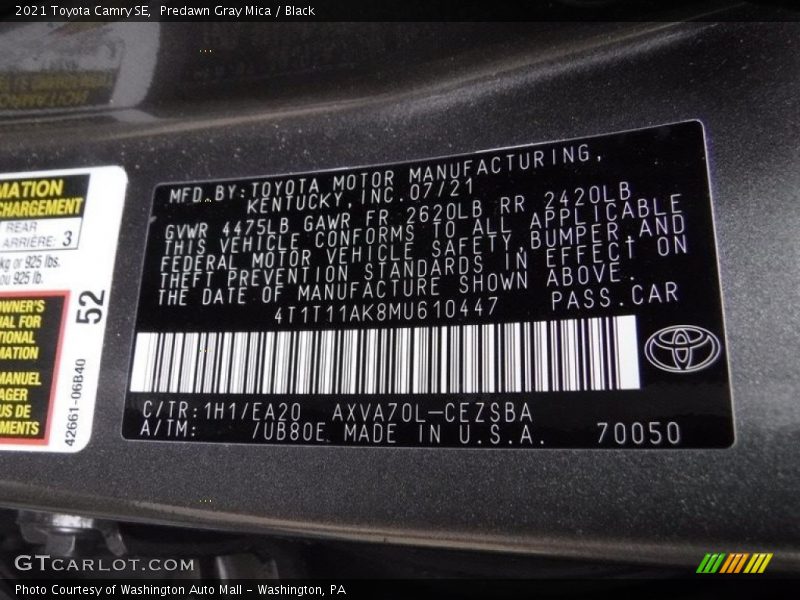 2021 Toyota Camry SE, Predawn Gray Mica / Black
MATION
CHARGEMENT
REAR
ARRIÈRE: 3
kg or 925 lbs.
ou 925 lb.
OWNER'S
AL FOR
TIONAL
MATION
MANUEL
AGER
US DE
MENTS
52
42661-06B40
MFD. BY: TOYOTA MOTOR MANUFACTURING,
KENTUCKY, INC. 07/21
GVWR 4475LB GAWR FR 2620LB RR 2420LB
THIS VEHICLE CONFORMS TO ALL APPLICABLE
FEDERAL MOTOR VEHICLE SAFETY, BUMPER, AND
THEFT PREVENTION STANDARDS IN EFFECT ON
THE DATE OF MANUFACTURE SHOWN ABOVE.
4T1T11AK8MU610447 PASS.CAR
C/TR:1H1/EA20 AXVA70L-CEZSBA
A/TM: /UB80E MADE IN U.S.A. 70050
GTCARLOT.COM
Photo Courtesy of Washington Auto Mall - Washington, PA